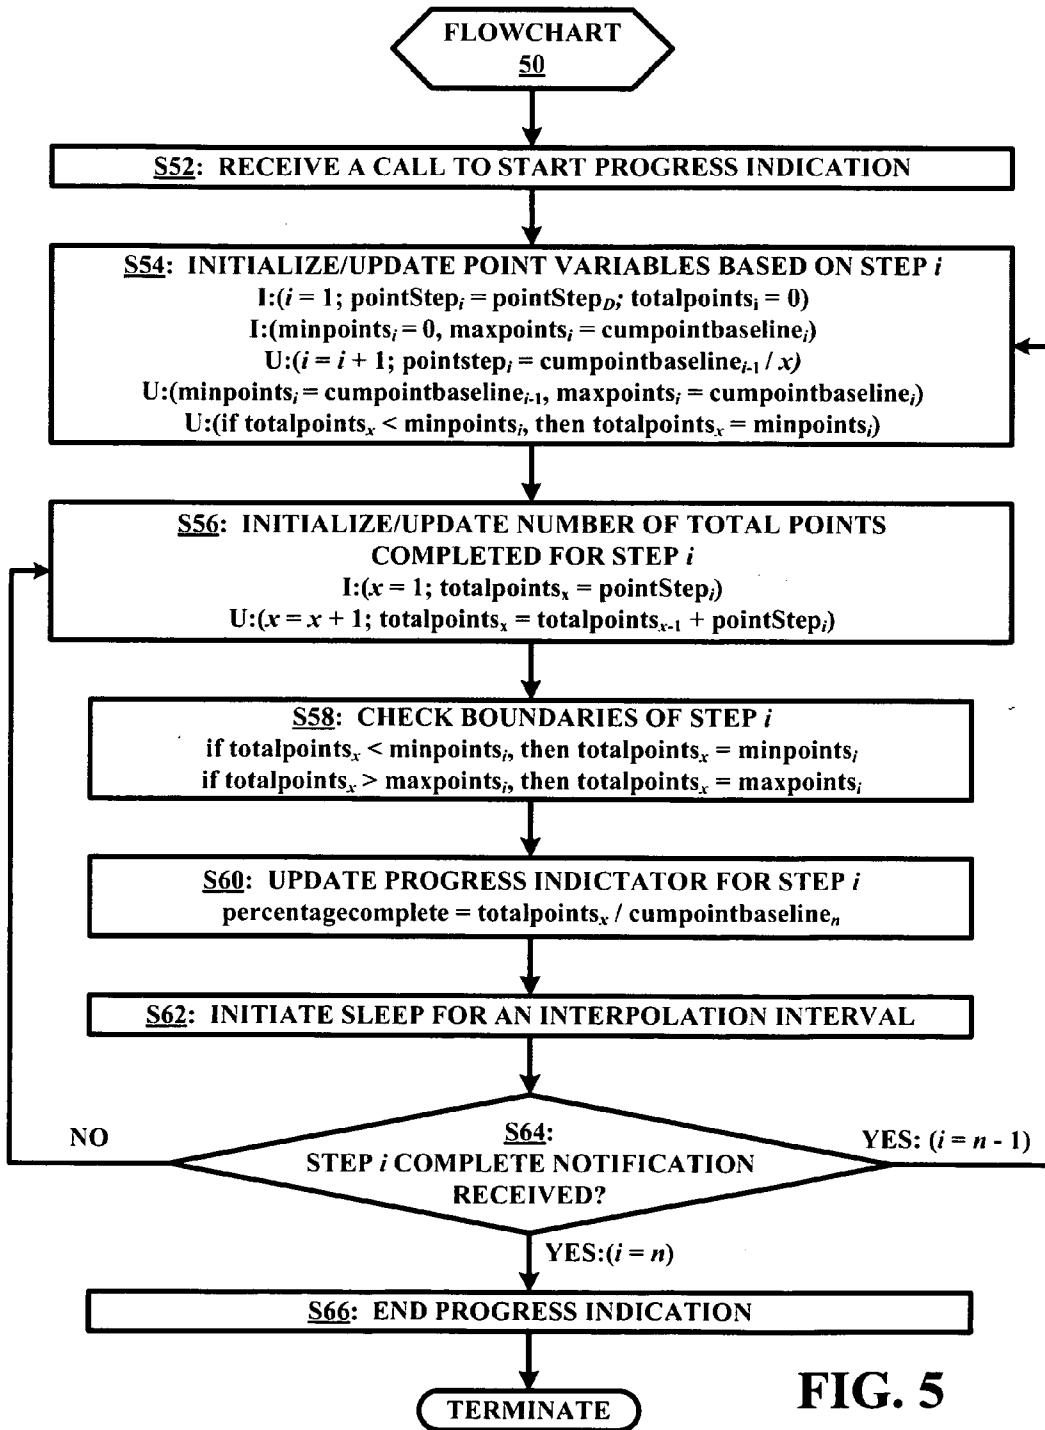 FLOWCHART
50
S52: RECEIVE A CALL TO START PROGRESS INDICATION
S54: INITIALIZE/UPDATE POINT VARIABLES BASED ON STEP i
I:(i = 1; pointStepi = pointStepD; totalpointsi = 0)
I:(minpointsi = 0, maxpointsi = cumpointbaselinei)
U:(i = i + 1; pointstepi = cumpointbaselinei-1 / x)
U:(minpointsi = cumpointbaselinei-1, maxpointsi = cumpointbaselinei)
U:(if totalpointsx < minpointsi, then totalpointsx = minpointsi)
S56: INITIALIZE/UPDATE NUMBER OF TOTAL POINTS
COMPLETED FOR STEP i
I:(x = 1; totalpointsx = pointStepi)
U:(x = x + 1; totalpointsx = totalpointsx-1 + pointStepi)
S58: CHECK BOUNDARIES OF STEP i
if totalpointsx < minpointsi, then totalpointsx = minpointsi
if totalpointsx > maxpointsi, then totalpointsx = maxpointsi
S60: UPDATE PROGRESS INDICTATOR FOR STEP i
percentagecomplete = totalpointsx / cumpointbaselinen
S62: INITIATE SLEEP FOR AN INTERPOLATION INTERVAL
NO
S64:
STEP i COMPLETE NOTIFICATION
RECEIVED?
YES: (i = n - 1)
YES:(i = n)
S66: END PROGRESS INDICATION
TERMINATE
FIG. 5